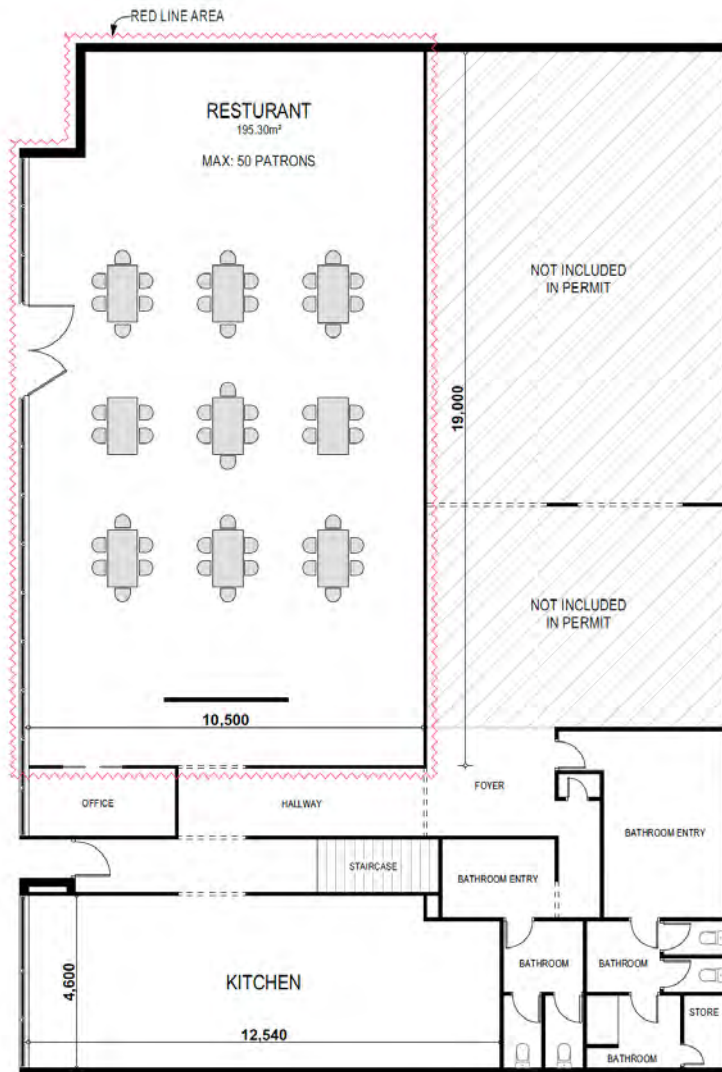 RED LINE AREA
RESTURANT
195.30m²
MAX: 50 PATRONS
NOT INCLUDED
IN PERMIT
19,000
NOT INCLUDED
IN PERMIT
10,500
OFFICE
HALLWAY
FOYER
BATHROOM ENTRY
STAIRCASE
BATHROOM ENTRY
4,600
KITCHEN
BATHROOM
BATHROOM
STORE
12,540
BATHROOM